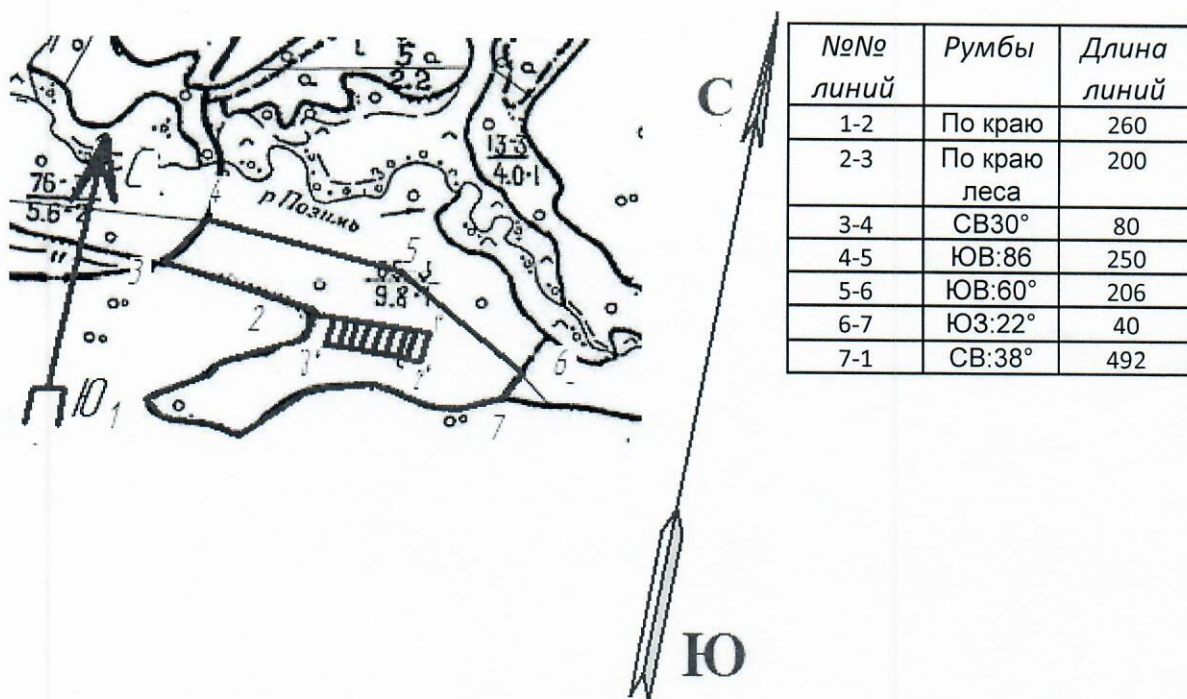 №№ линий | Румбы | Длина линий
1-2 | По краю | 260
2-3 | По краю леса | 200
3-4 | СВ30° | 80
4-5 | ЮВ:86 | 250
5-6 | ЮВ:60° | 206
6-7 | ЮЗ:22° | 40
7-1 | СВ:38° | 492
С
Ю
5
2.2
13-3
4.0-1
С
76-
5.6-2
4
р Позимь
5
3
9.8-1
2
6
Ю
1
7